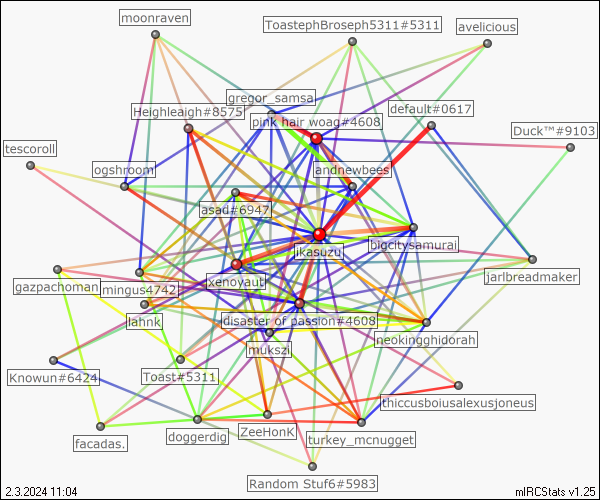 moonraven
ToastephBroseph5311#5311
avelicious
gregor_samsa
Heighleaigh#8575
pink hair woag#4608
default#0617
Duck™#9103
tescoroll
ogshroom
andnewbees
asad#6947
jikasuzu
bigcitysamurai
gazpachoman
mingus4742
xenoyaut
jarlbreadmaker
lahnk
disaster of passion#4608
neokingghidorah
mukszi
Knowun#6424
Toast#5311
thiccusboiusalexusjoneus
facadas.
doggerdig
ZeeHonK
turkey_mcnugget
Random Stuf6#5983
2.3.2024 11:04
mIRCStats v1.25